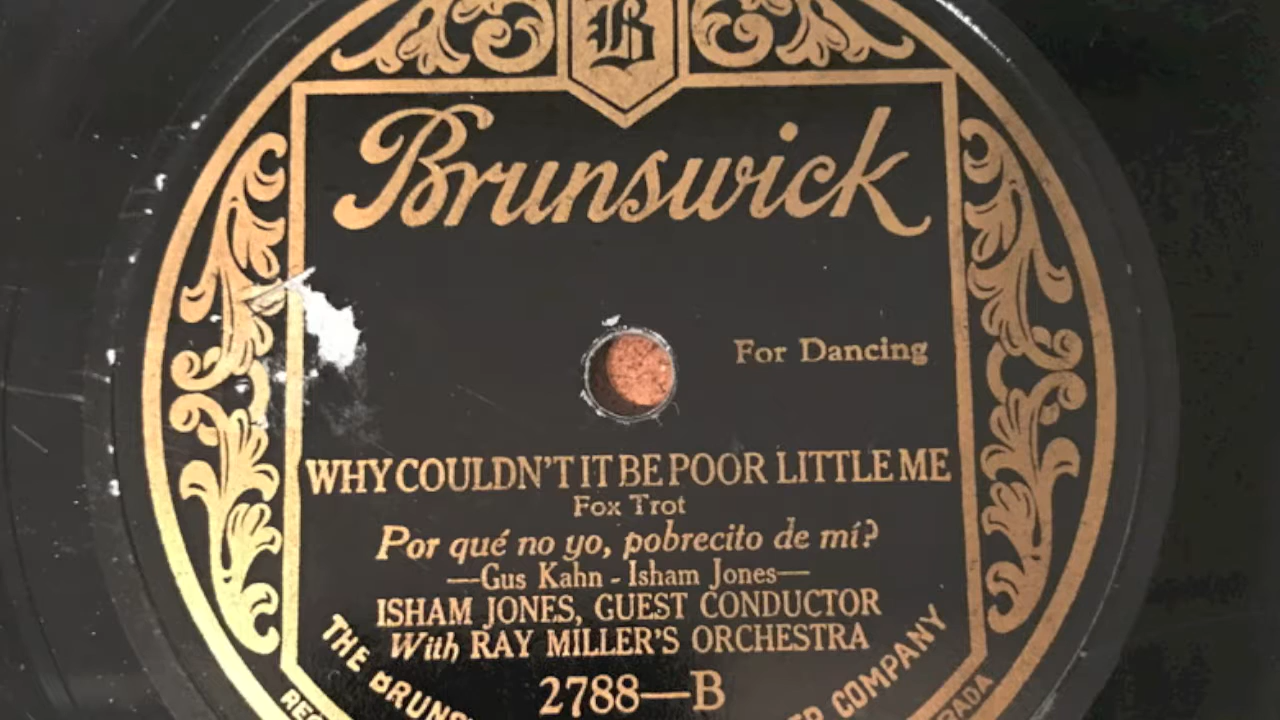 B
Brunswick
For Dancing
WHY COULDN'T IT BE POOR LITTLE ME
Fox Trot
Por qué no yo, pobrecito de mí?
—Gus Kahn - Isham Jones—
ISHAM JONES, GUEST CONDUCTOR
With RAY MILLER'S ORCHESTRA
2788—B
THE COMPANY